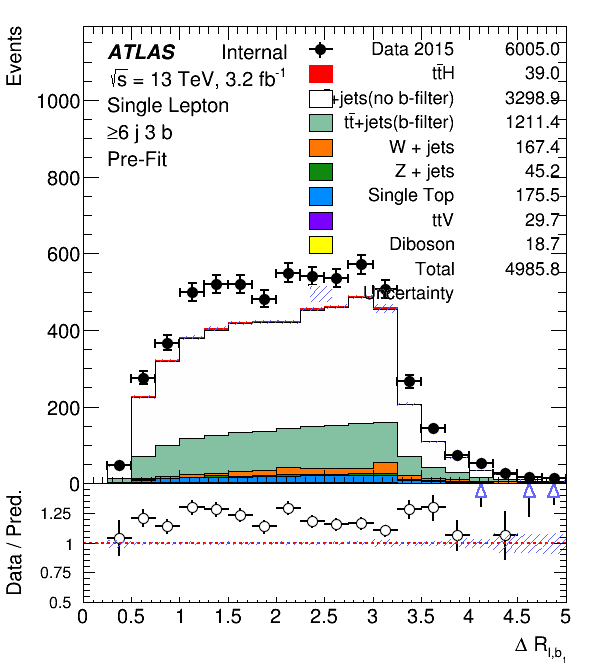 Events
ATLAS Internal
√s = 13 TeV, 3.2 fb-1
Single Lepton
≥6 j 3 b
Pre-Fit
Data 2015 6005.0
tt̄H 39.0
+jets(no b-filter) 3298.9
tt̄+jets(b-filter) 1211.4
W + jets 167.4
Z + jets 45.2
Single Top 175.5
ttV 29.7
Diboson 18.7
Total 4985.8
Uncertainty
1000
800
600
400
200
0
Data / Pred.
1.25
1
0.75
0.5
0 0.5 1 1.5 2 2.5 3 3.5 4 4.5 5
Δ R l,b1